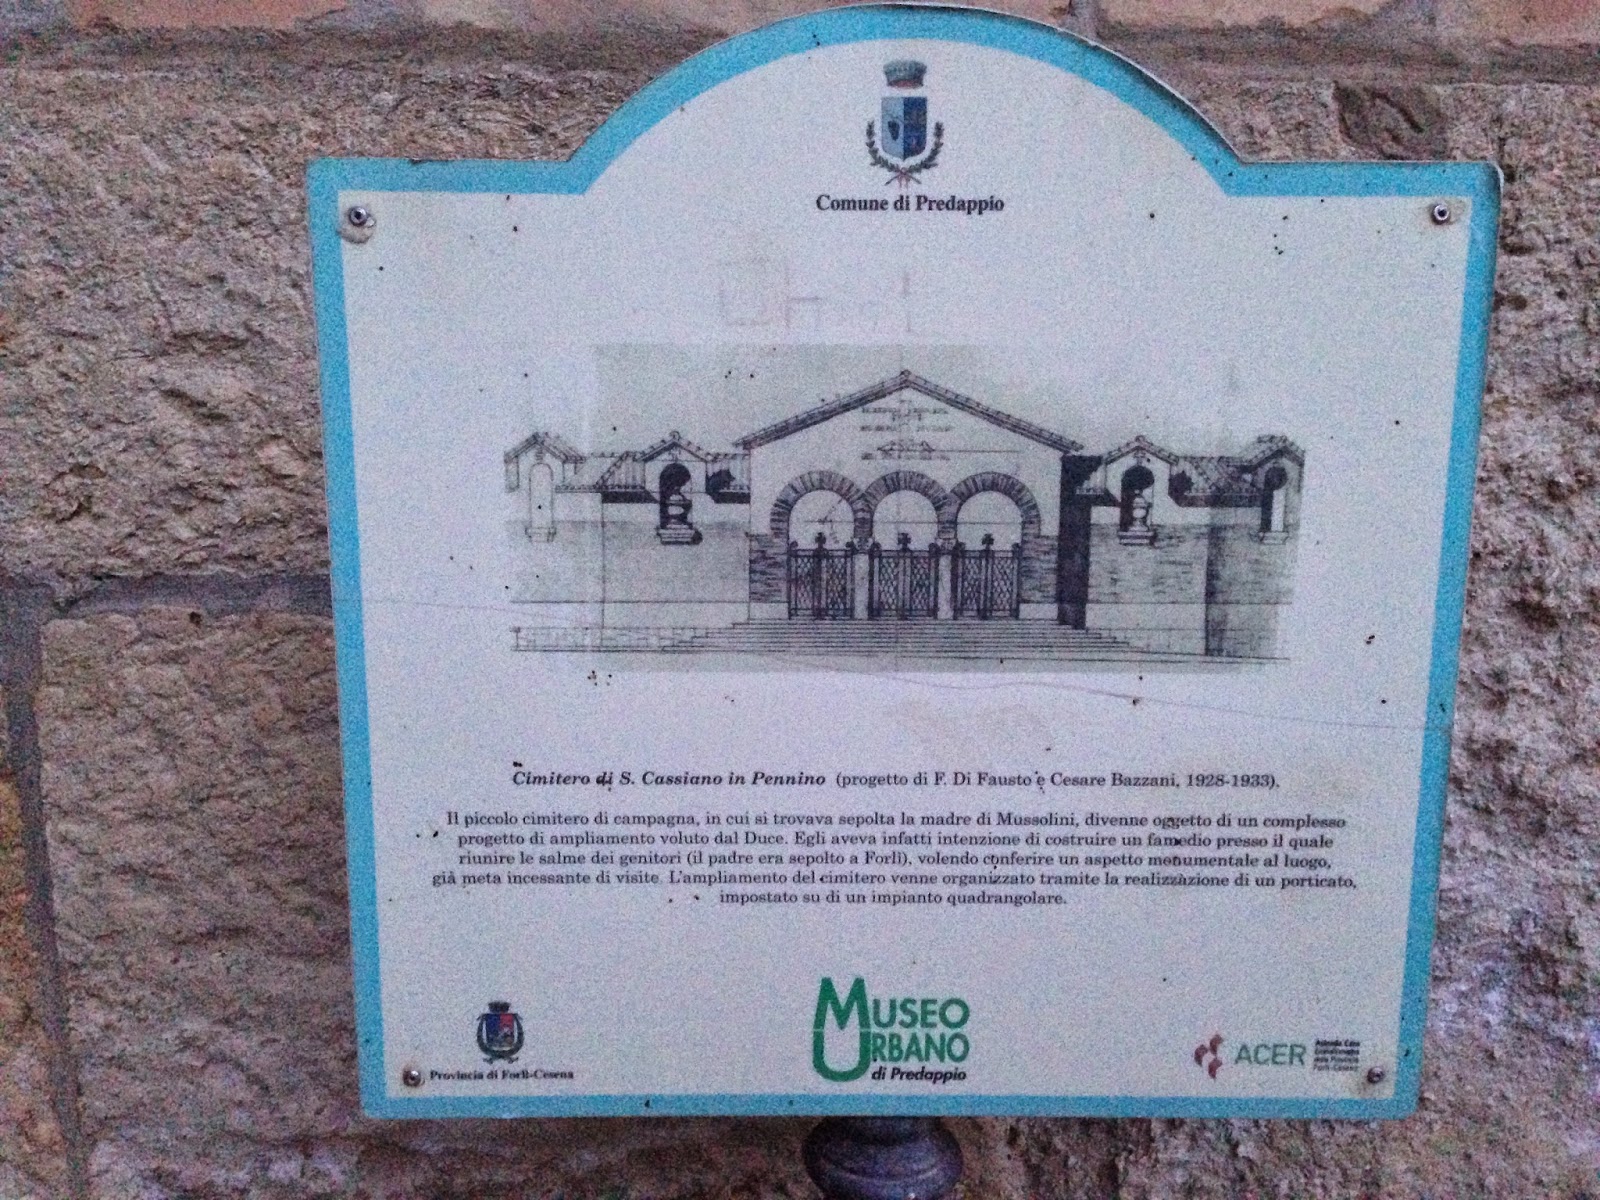 Comune di Predappio
Cimitero di S. Cassiano in Pennino (progetto di F. Di Fausto e Cesare Bazzani, 1928-1933).
Il piccolo cimitero di campagna, in cui si trovava sepolta la madre di Mussolini, divenne oggetto di un complesso
progetto di ampliamento voluto dal Duce. Egli aveva infatti intenzione di costruire un famedio presso il quale
riunire le salme dei genitori (il padre era sepolto a Forlì), volendo conferire un aspetto monumentale al luogo,
già meta incessante di visite. L'ampliamento del cimitero venne organizzato tramite la realizzazione di un porticato,
impostato su di un impianto quadrangolare.
Provincia di Forlì-Cesena
MUSEO
URBANO
di Predappio
ACER